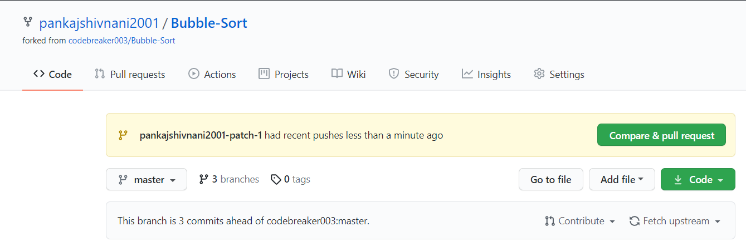 pankajshivnani2001 / Bubble-Sort
forked from codebreaker003/Bubble-Sort
Code Pull requests Actions Projects Wiki Security Insights Settings
pankajshivnani2001-patch-1 had recent pushes less than a minute ago Compare & pull request
master 3 branches 0 tags Go to file Add file Code
This branch is 3 commits ahead of codebreaker003:master. Contribute Fetch upstream